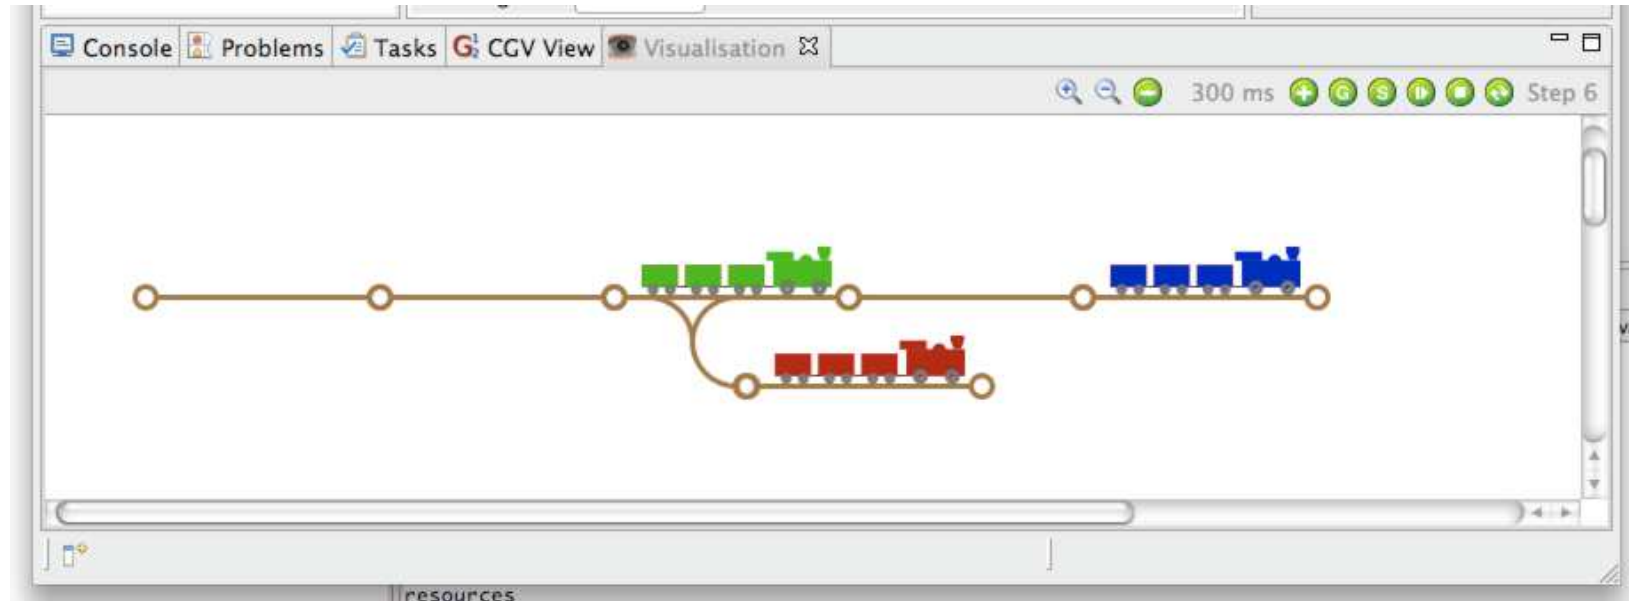 Console Problems Tasks CGV View Visualisation
300 ms G S Step 6
resources